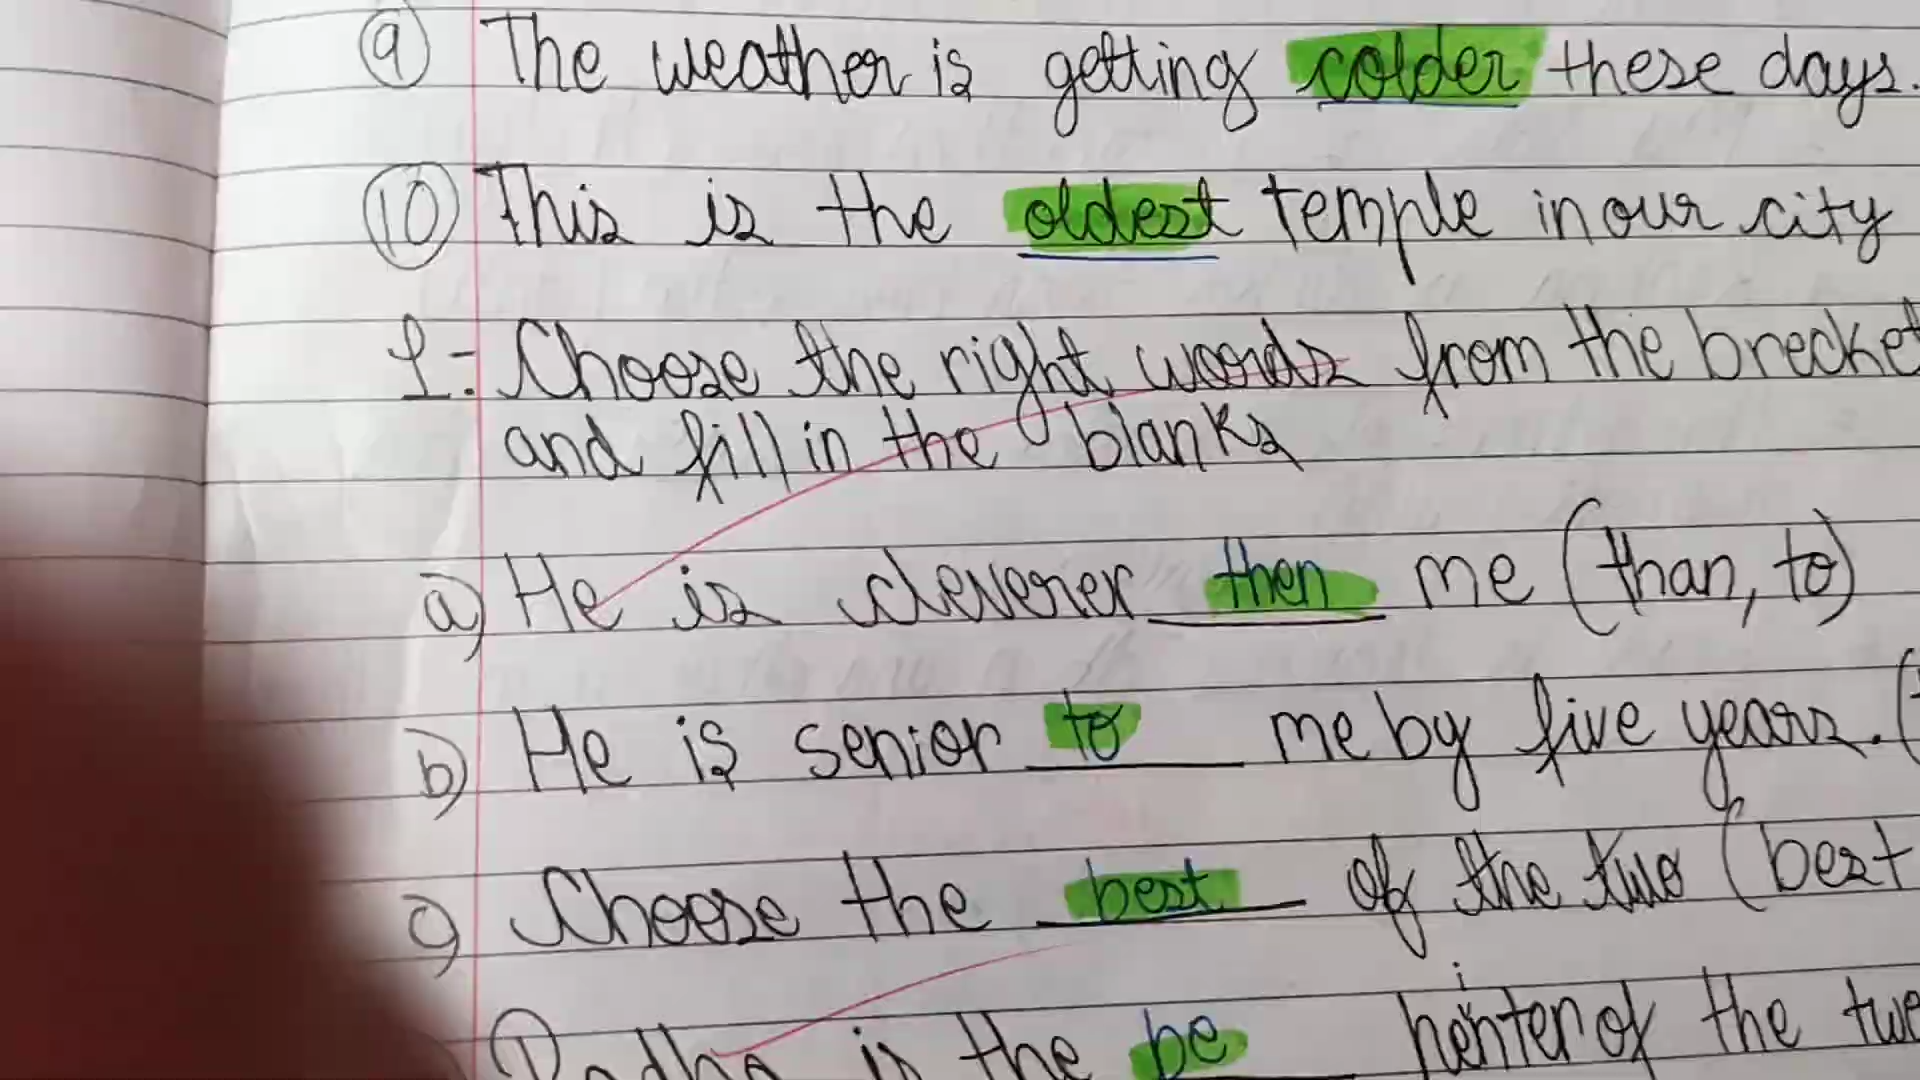 9 The weather is getting colder these days.
10 This is the oldest temple in our city
I:- Choose the right words from the brecket
and fill in the blanks
a) He is cleverer then me (than, to)
b) He is senior to me by five years. (
c) Choose the best of the two (best
is the be of the